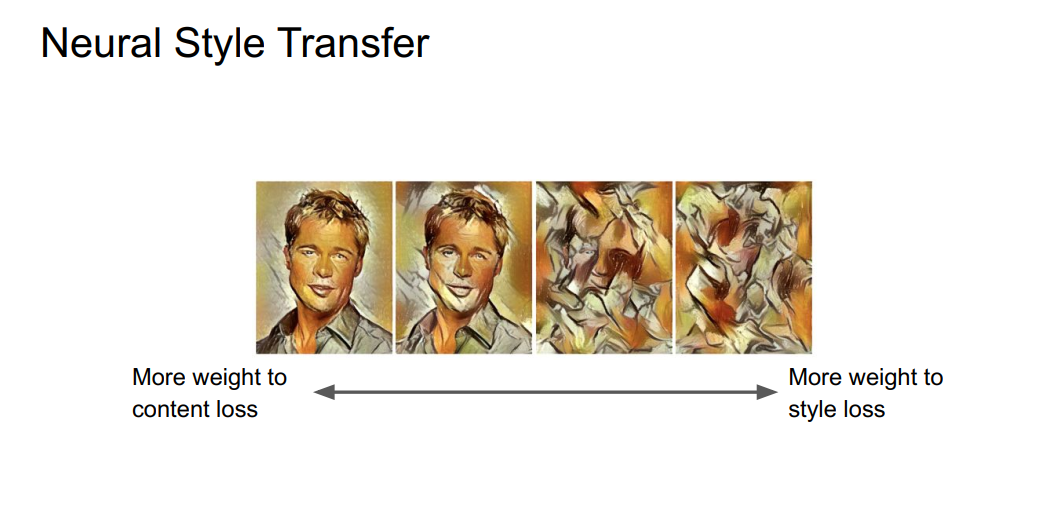 Neural Style Transfer
More weight to
content loss
More weight to
style loss